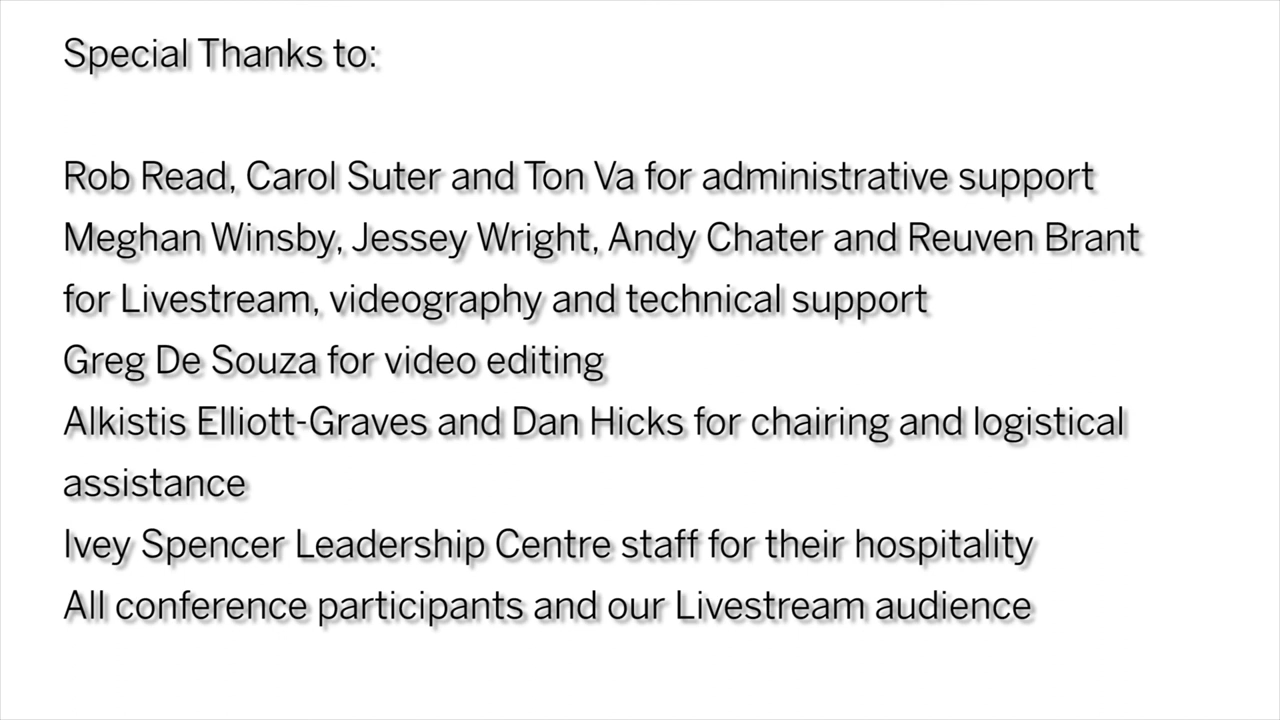 Special Thanks to:
Rob Read, Carol Suter and Ton Va for administrative support
Meghan Winsby, Jessey Wright, Andy Chater and Reuven Brant
for Livestream, videography and technical support
Greg De Souza for video editing
Alkistis Elliott-Graves and Dan Hicks for chairing and logistical
assistance
Ivey Spencer Leadership Centre staff for their hospitality
All conference participants and our Livestream audience